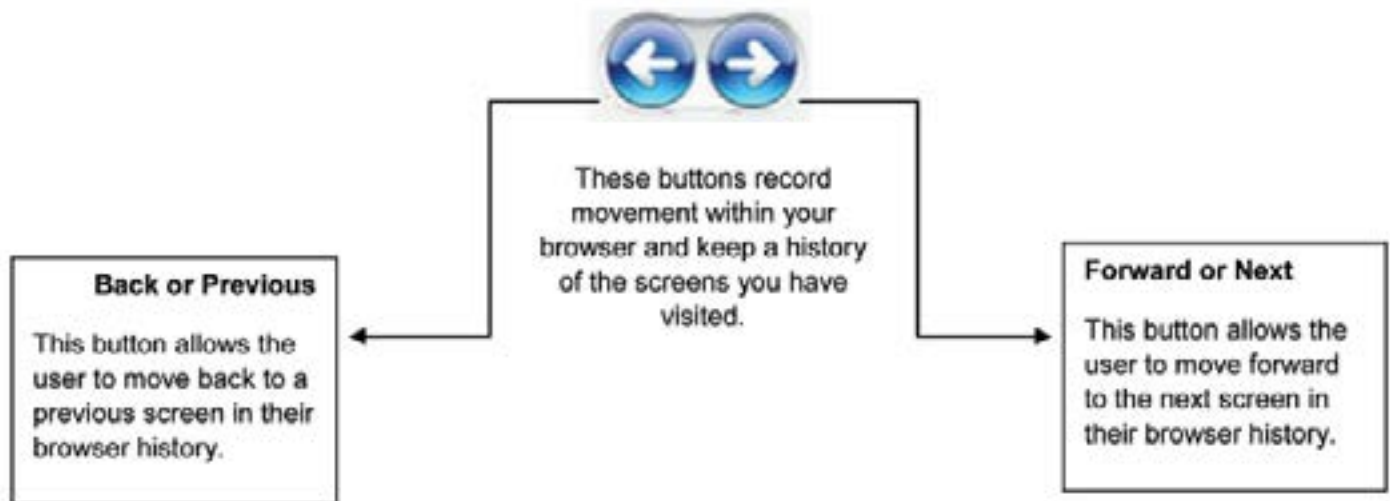 These buttons record
movement within your
browser and keep a history
of the screens you have
visited.
Back or Previous
This button allows the
user to move back to a
previous screen in their
browser history.
Forward or Next
This button allows the
user to move forward
to the next screen in
their browser history.